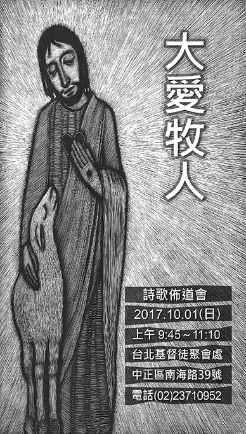 大愛牧人
詩歌佈道會
2017.10.01(日)
上午 9:45~11:10
台北基督徒聚會處
中正區南海路39號
電話(02)23710952